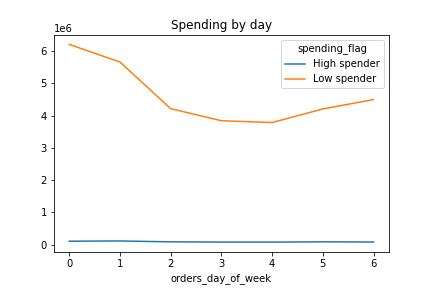 Spending by day
1e6
6
5
4
3
2
1
0
spending_flag
High spender
Low spender
0 1 2 3 4 5 6
orders_day_of_week